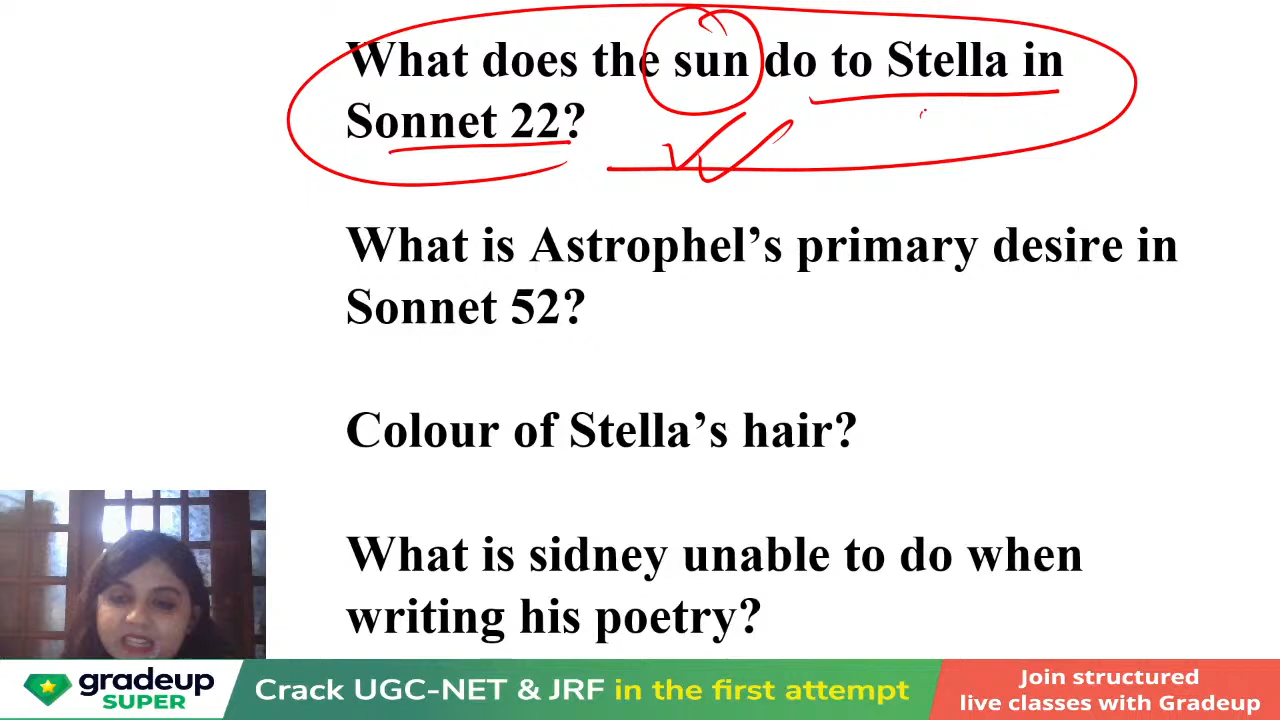 What does the sun do to Stella in
Sonnet 22?
What is Astrophel’s primary desire in
Sonnet 52?
Colour of Stella’s hair?
What is sidney unable to do when
writing his poetry?
gradeup
SUPER
Crack UGC-NET & JRF in the first attempt
Join structured
live classes with Gradeup